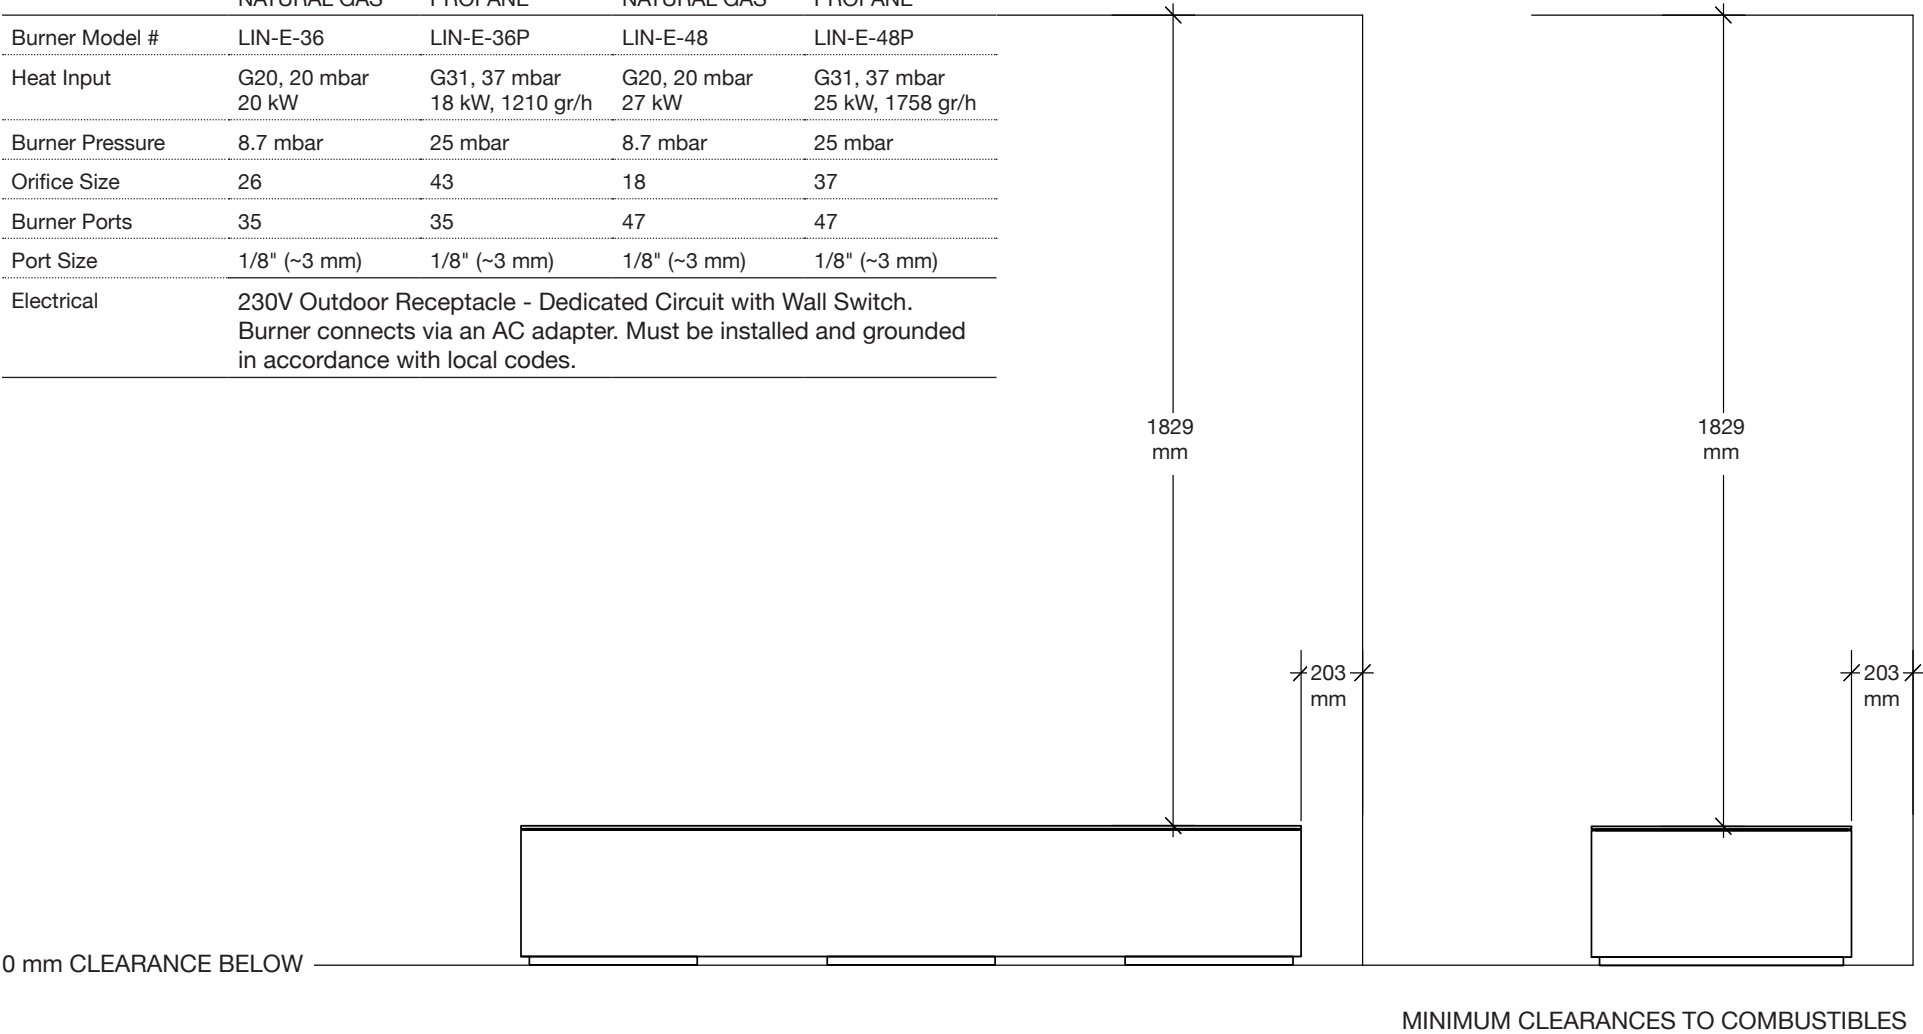 NATURAL GAS PROPANE NATURAL GAS PROPANE
Burner Model # LIN-E-36 LIN-E-36P LIN-E-48 LIN-E-48P
Heat Input G20, 20 mbar G31, 37 mbar G20, 20 mbar G31, 37 mbar
20 kW 18 kW, 1210 gr/h 27 kW 25 kW, 1758 gr/h
Burner Pressure 8.7 mbar 25 mbar 8.7 mbar 25 mbar
Orifice Size 26 43 18 37
Burner Ports 35 35 47 47
Port Size 1/8" (~3 mm) 1/8" (~3 mm) 1/8" (~3 mm) 1/8" (~3 mm)
Electrical 230V Outdoor Receptacle - Dedicated Circuit with Wall Switch.
Burner connects via an AC adapter. Must be installed and grounded
in accordance with local codes.
1829
mm
1829
mm
203
mm
203
mm
0 mm CLEARANCE BELOW
MINIMUM CLEARANCES TO COMBUSTIBLES